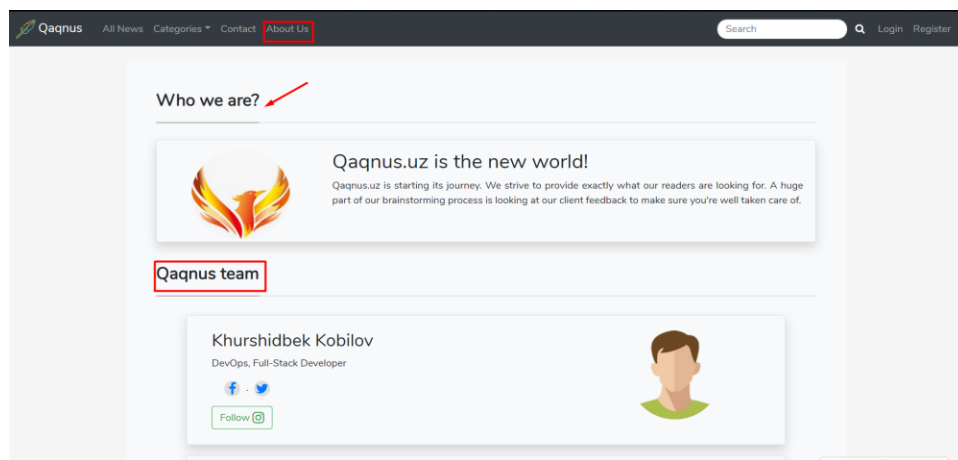 Qaqnus All News Categories Contact About Us Search Login Register
Who we are?
Qaqnus.uz is the new world!
Qaqnus.uz is starting its journey. We strive to provide exactly what our readers are looking for. A huge
part of our brainstorming process is looking at our client feedback to make sure you're well taken care of.
Qaqnus team
Khurshidbek Kobilov
DevOps, Full-Stack Developer
Follow